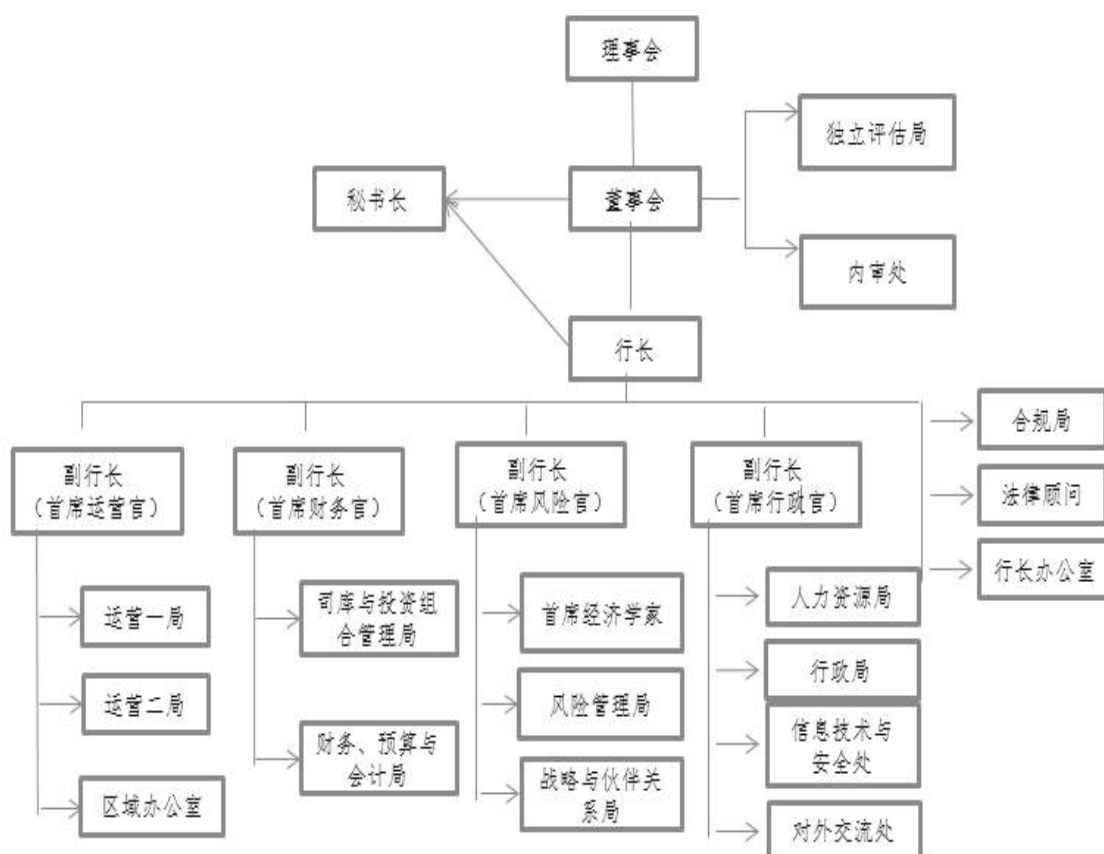 理事会
独立评估局
秘书长
董事会
内审处
行长
合规局
法律顾问
行长办公室
副行长
（首席运营官）
运营一局
运营二局
区域办公室
副行长
（首席财务官）
司库与投资组
合管理局
财务、预算与
会计局
副行长
（首席风险官）
首席经济学家
风险管理局
战略与伙伴关
系局
副行长
（首席行政官）
人力资源局
行政局
信息技术与
安全处
对外交流处